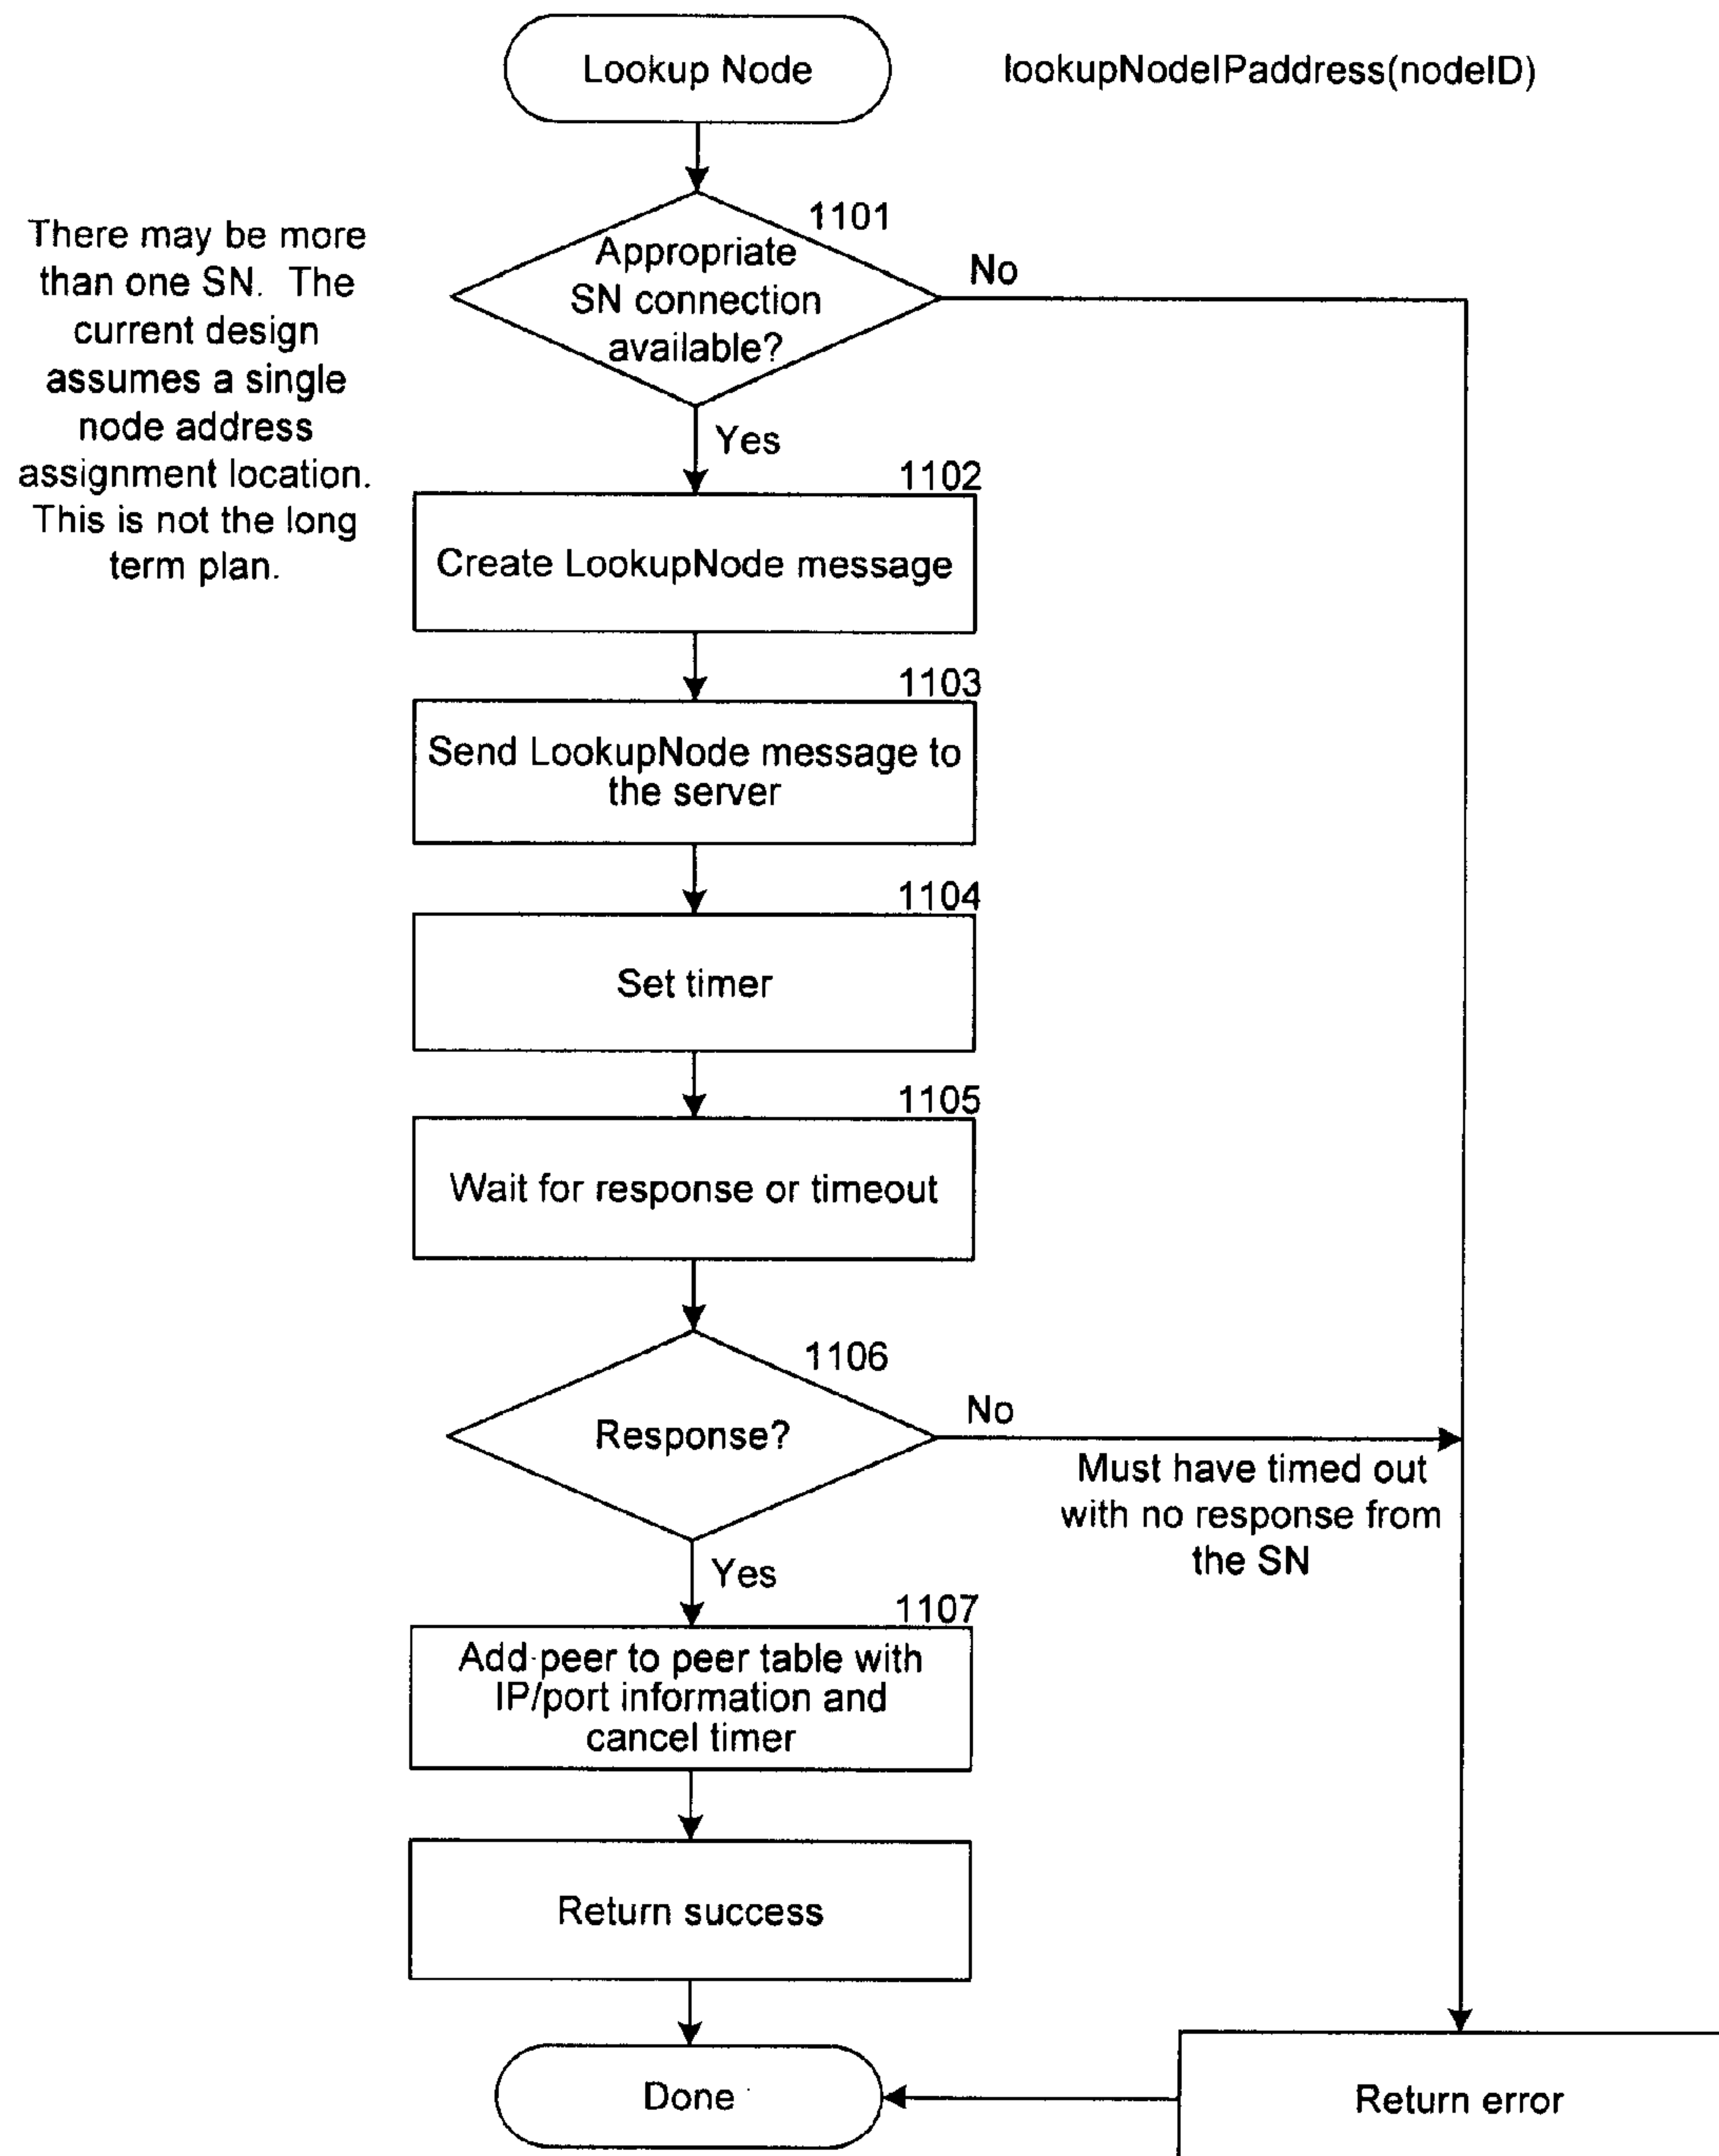 Lookup Node
lookupNodeIPaddress(nodeID)
There may be more
than one SN. The
current design
assumes a single
node address
assignment location.
This is not the long
term plan.
1101
Appropriate
SN connection
available?
No
Yes
1102
Create LookupNode message
1103
Send LookupNode message to
the server
1104
Set timer
1105
Wait for response or timeout
1106
Response?
No
Must have timed out
with no response from
the SN
Yes
1107
Add peer to peer table with
IP/port information and
cancel timer
Return success
Done
Return error